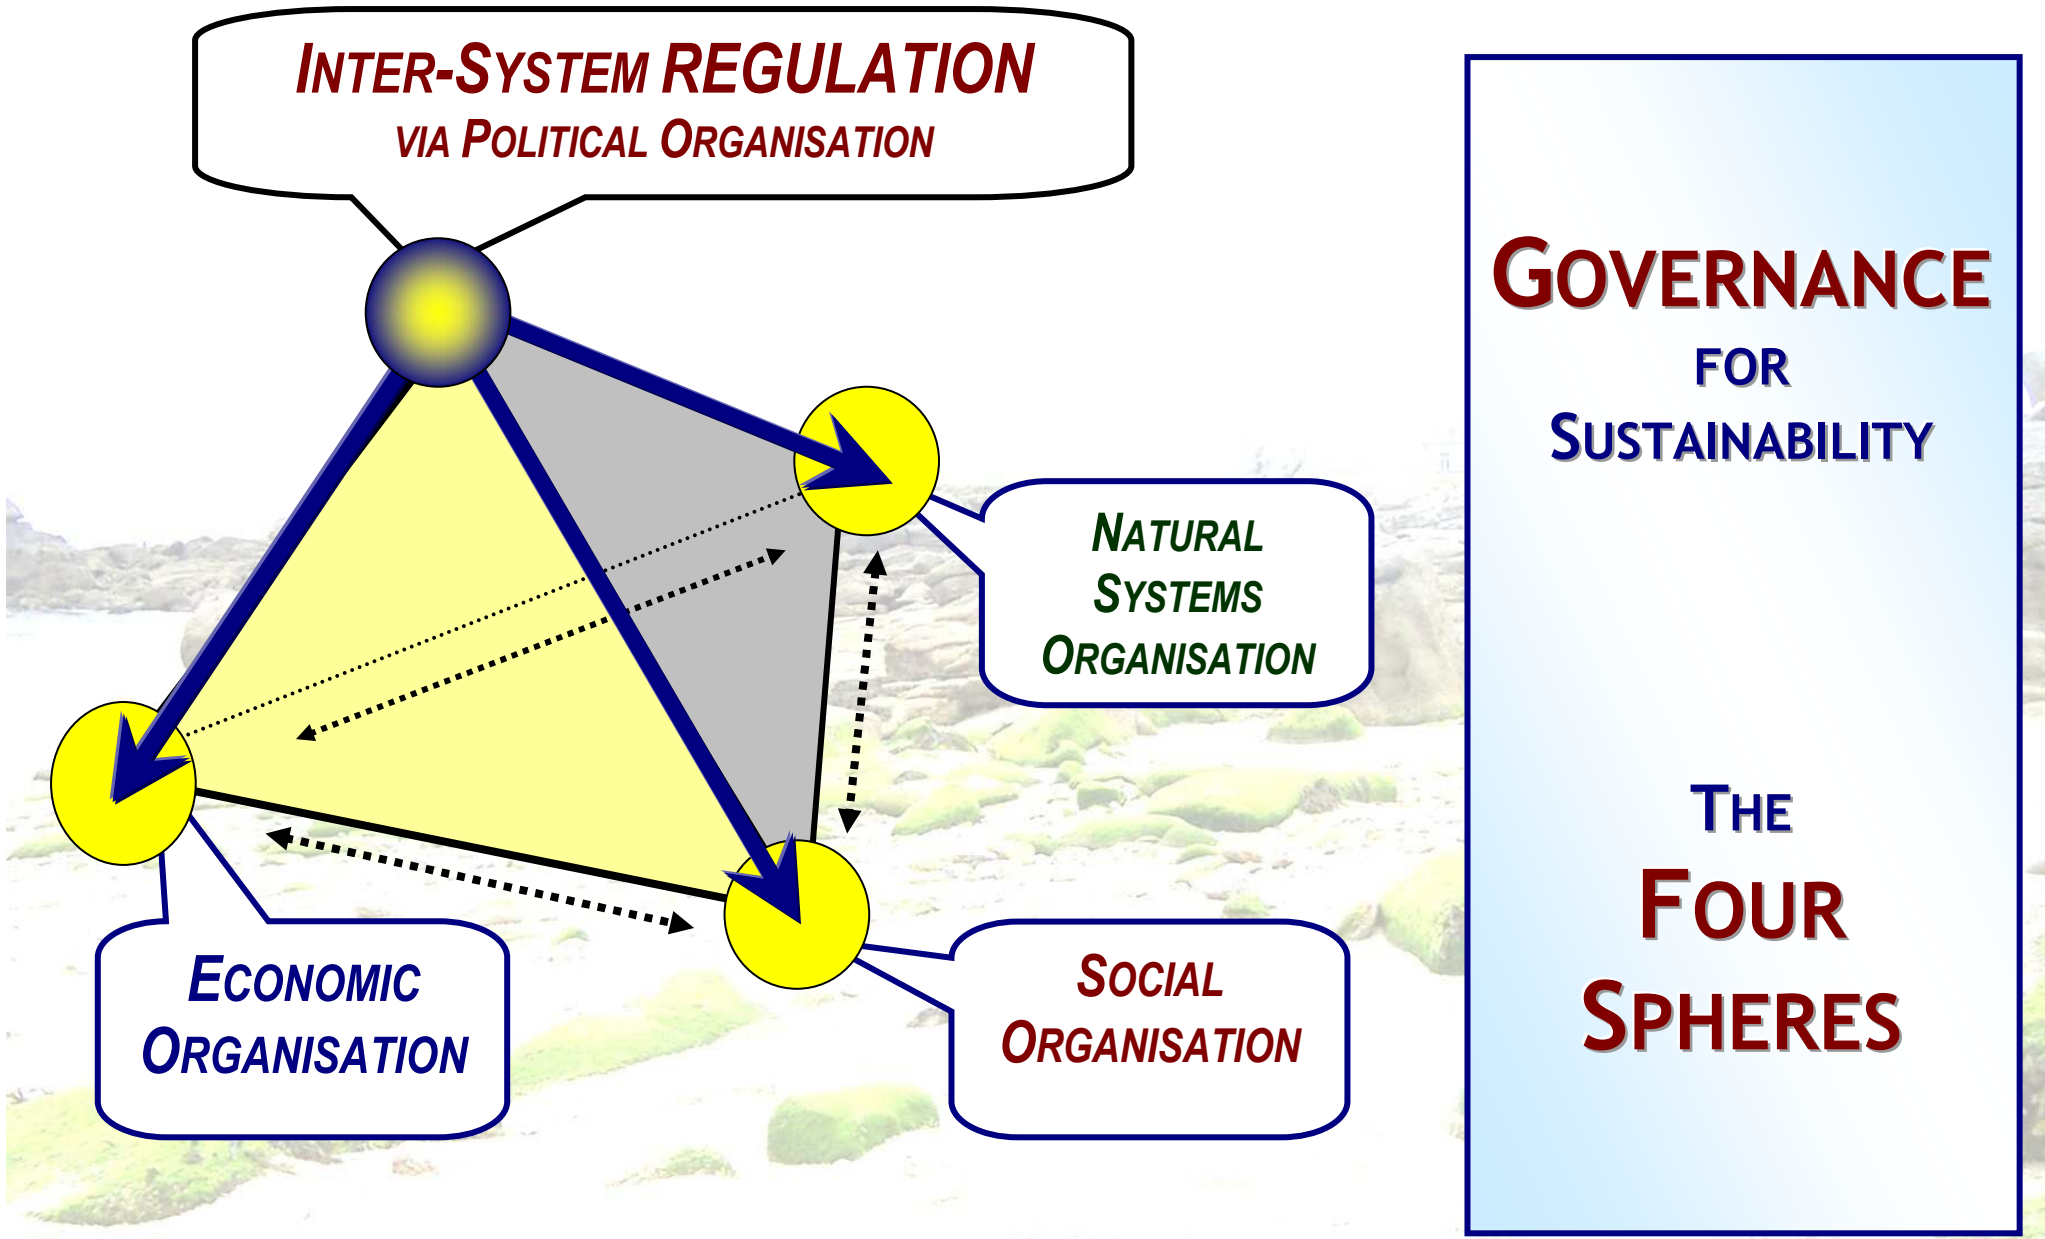 INTER-SYSTEM REGULATION
VIA POLITICAL ORGANISATION
NATURAL
SYSTEMS
ORGANISATION
ECONOMIC
ORGANISATION
SOCIAL
ORGANISATION
GOVERNANCE
FOR
SUSTAINABILITY
THE
FOUR
SPHERES